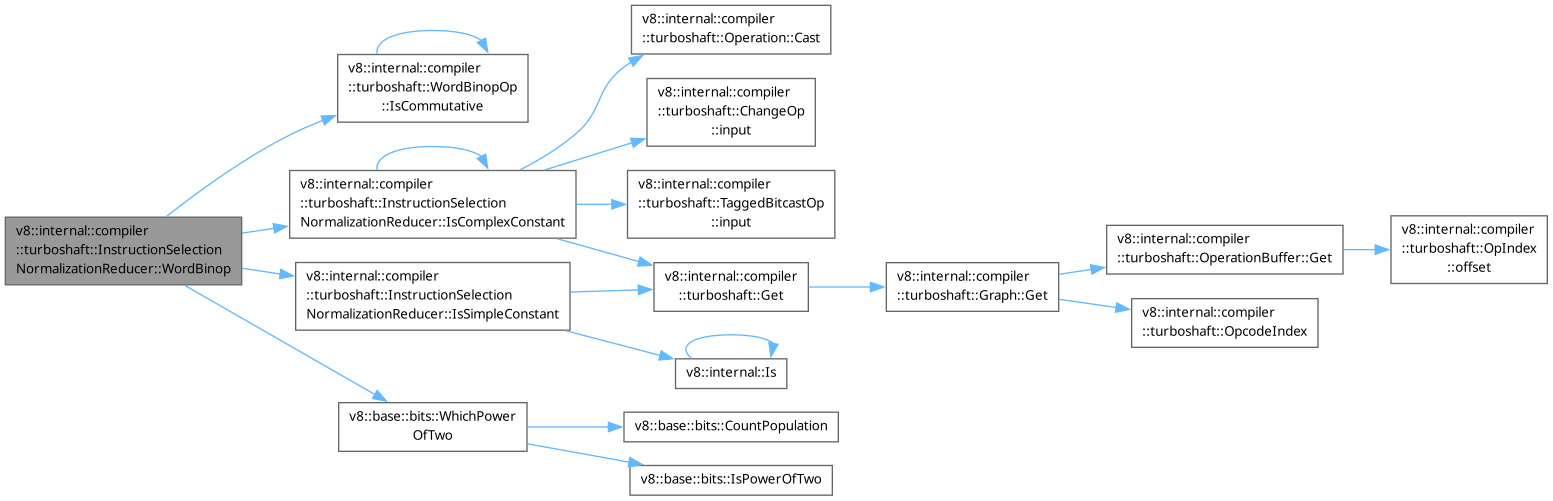 v8::internal::compiler
::turboshaft::InstructionSelection
NormalizationReducer::WordBinop
v8::internal::compiler
::turboshaft::WordBinopOp
::IsCommutative
v8::internal::compiler
::turboshaft::InstructionSelection
NormalizationReducer::IsComplexConstant
v8::internal::compiler
::turboshaft::Operation::Cast
v8::internal::compiler
::turboshaft::ChangeOp
::input
v8::internal::compiler
::turboshaft::TaggedBitcastOp
::input
v8::internal::compiler
::turboshaft::Get
v8::internal::compiler
::turboshaft::Graph::Get
v8::internal::compiler
::turboshaft::OperationBuffer::Get
v8::internal::compiler
::turboshaft::OpIndex
::offset
v8::internal::compiler
::turboshaft::OpcodeIndex
v8::internal::compiler
::turboshaft::InstructionSelection
NormalizationReducer::IsSimpleConstant
v8::internal::Is
v8::base::bits::WhichPower
OfTwo
v8::base::bits::CountPopulation
v8::base::bits::IsPowerOfTwo